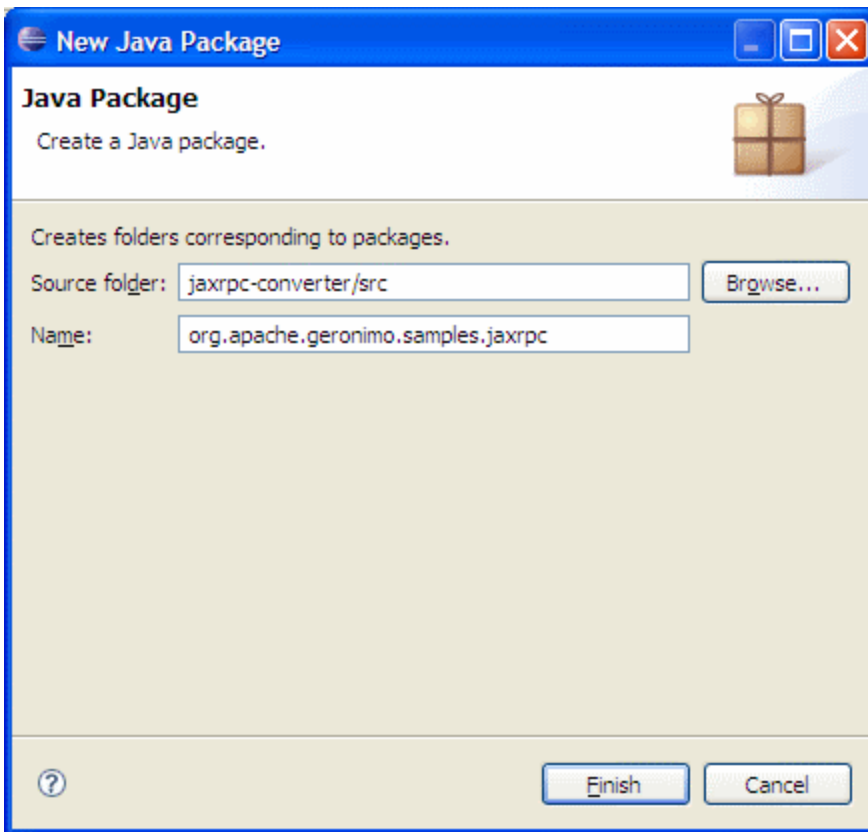 New Java Package
Java Package
Create a Java package.
Creates folders corresponding to packages.
Source folder: jaxrpc-converter/src Browse...
Name: org.apache.geronimo.samples.jaxrpc
? Finish Cancel